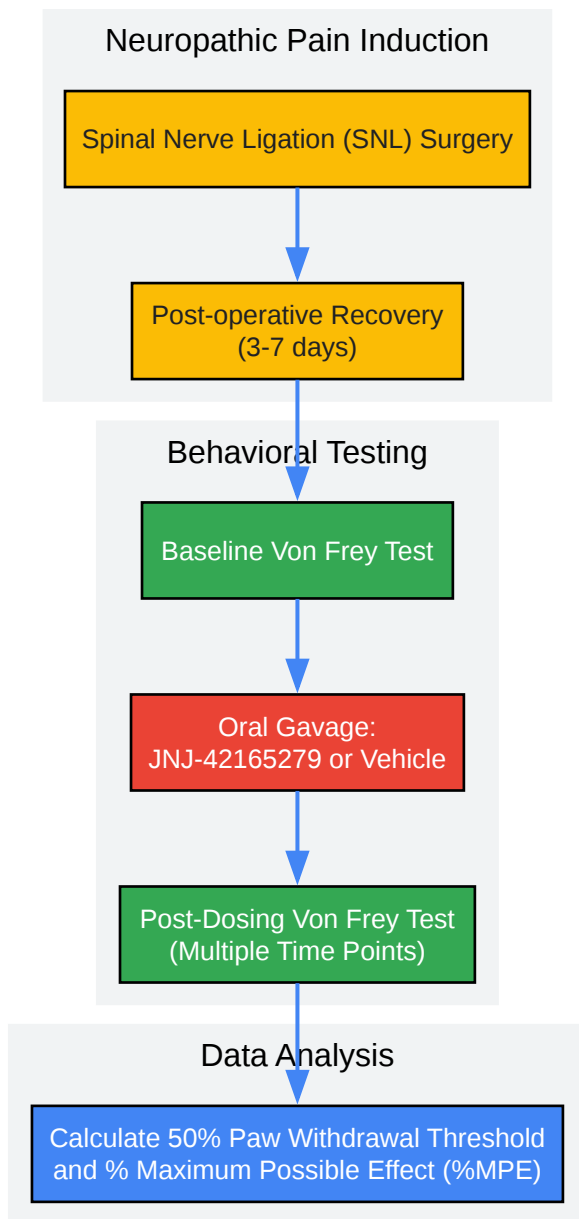 Neuropathic Pain Induction
Spinal Nerve Ligation (SNL) Surgery
Post-operative Recovery
(3-7 days)
Behavioral Testing
Baseline Von Frey Test
Oral Gavage:
JNJ-42165279 or Vehicle
Post-Dosing Von Frey Test
(Multiple Time Points)
Data Analysis
Calculate 50% Paw Withdrawal Threshold
and % Maximum Possible Effect (%MPE)